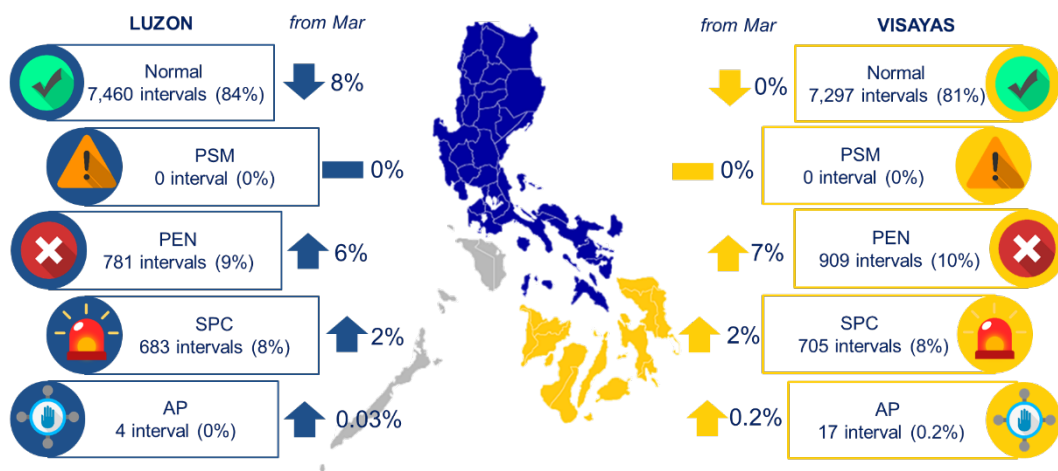 LUZON
from Mar
Normal
7,460 intervals (84%)
8%
PSM
0 interval (0%)
0%
PEN
781 intervals (9%)
6%
SPC
683 intervals (8%)
2%
AP
4 interval (0%)
0.03%
from Mar
VISAYAS
0%
Normal
7,297 intervals (81%)
0%
PSM
0 interval (0%)
7%
PEN
909 intervals (10%)
2%
SPC
705 intervals (8%)
0.2%
AP
17 interval (0.2%)